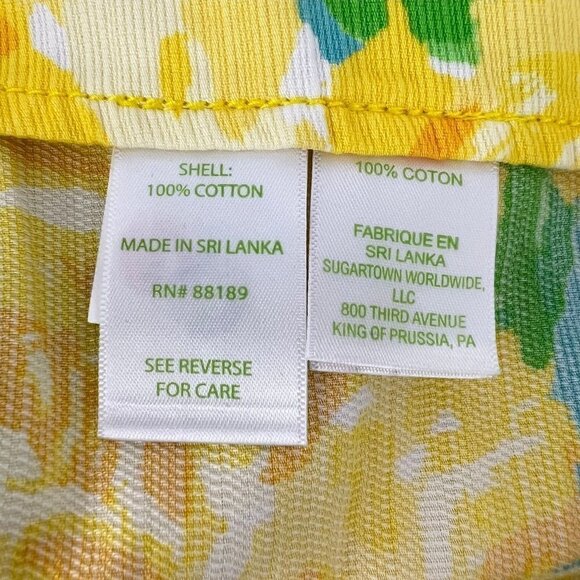 SHELL:
100% COTTON
MADE IN SRI LANKA
RN# 88189
SEE REVERSE
FOR CARE
100% COTON
FABRIQUE EN
SRI LANKA
SUGARTOWN WORLDWIDE,
LLC
800 THIRD AVENUE
KING OF PRUSSIA, PA